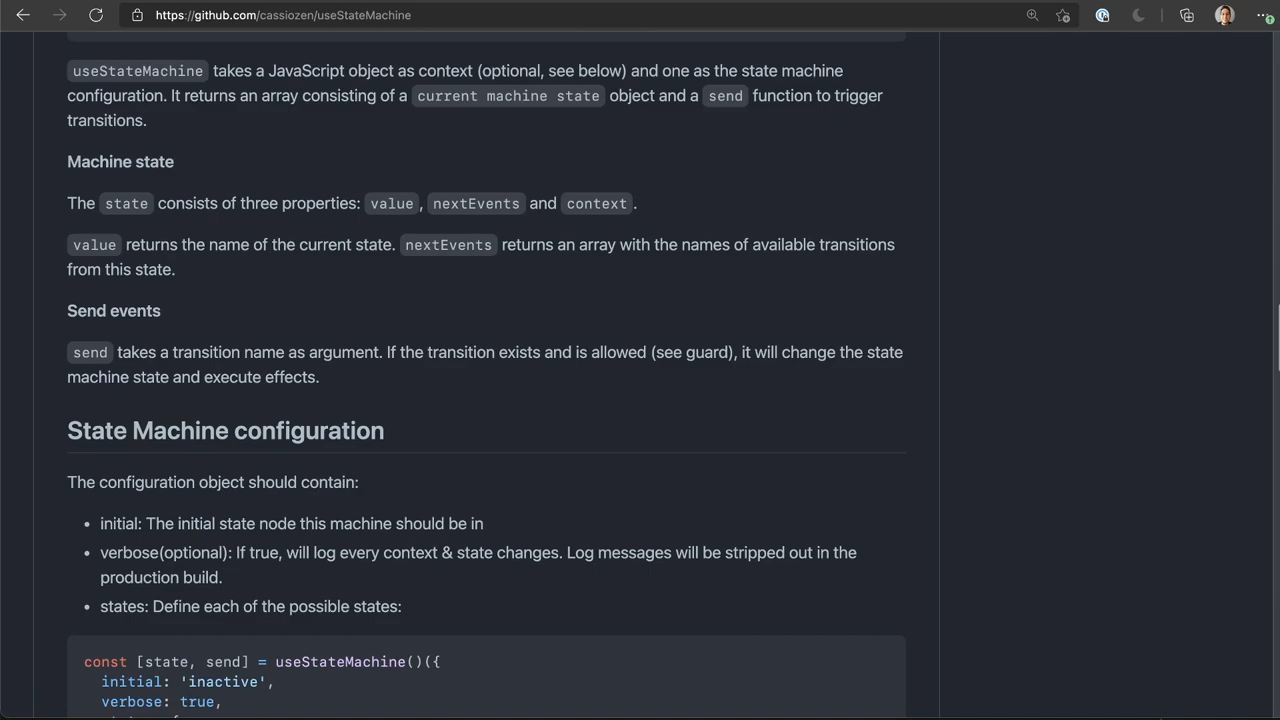 https://github.com/cassiozen/useStateMachine
useStateMachine takes a JavaScript object as context (optional, see below) and one as the state machine
configuration. It returns an array consisting of a current machine state object and a send function to trigger
transitions.
Machine state
The state consists of three properties: value, nextEvents and context.
value returns the name of the current state. nextEvents returns an array with the names of available transitions
from this state.
Send events
send takes a transition name as argument. If the transition exists and is allowed (see guard), it will change the state
machine state and execute effects.
State Machine configuration
The configuration object should contain:
• initial: The initial state node this machine should be in
• verbose(optional): If true, will log every context & state changes. Log messages will be stripped out in the
production build.
• states: Define each of the possible states:
const [state, send] = useStateMachine()({
initial: 'inactive',
verbose: true,